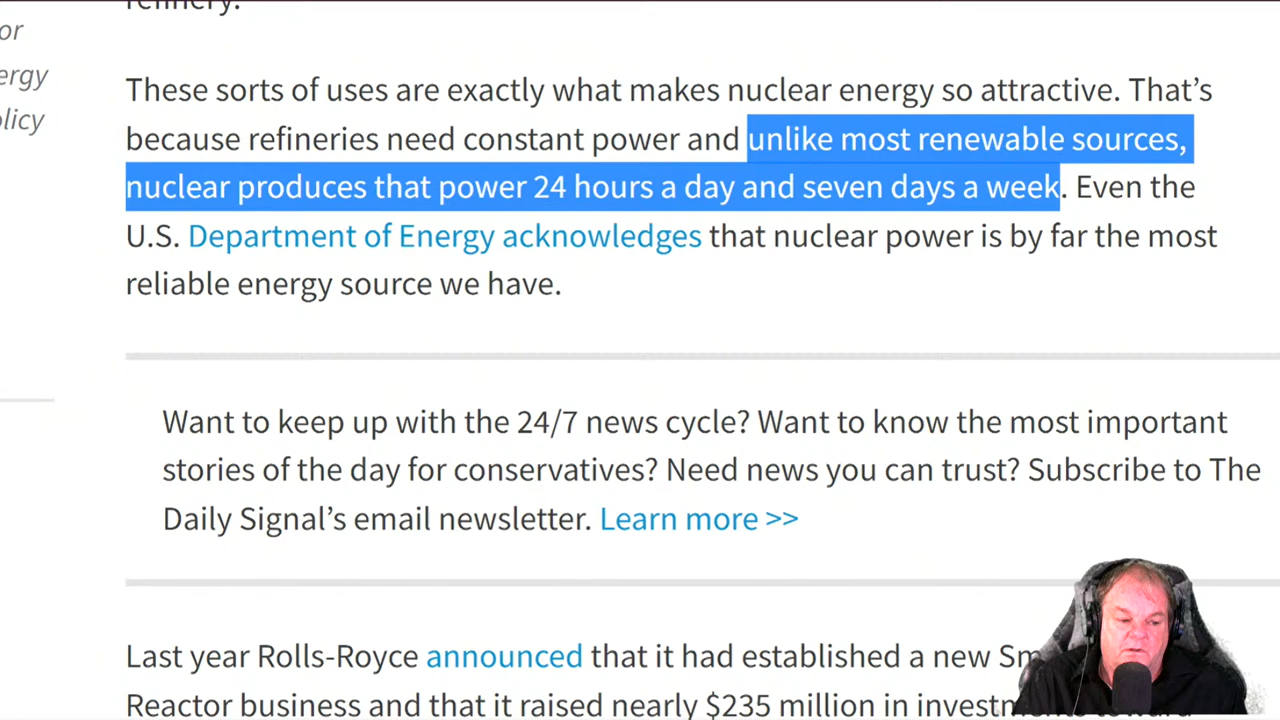 refinery.
or
ergy
olicy
These sorts of uses are exactly what makes nuclear energy so attractive. That’s
because refineries need constant power and unlike most renewable sources,
nuclear produces that power 24 hours a day and seven days a week. Even the
U.S. Department of Energy acknowledges that nuclear power is by far the most
reliable energy source we have.
Want to keep up with the 24/7 news cycle? Want to know the most important
stories of the day for conservatives? Need news you can trust? Subscribe to The
Daily Signal’s email newsletter. Learn more >>
Last year Rolls-Royce announced that it had established a new Sm
Reactor business and that it raised nearly $235 million in investm